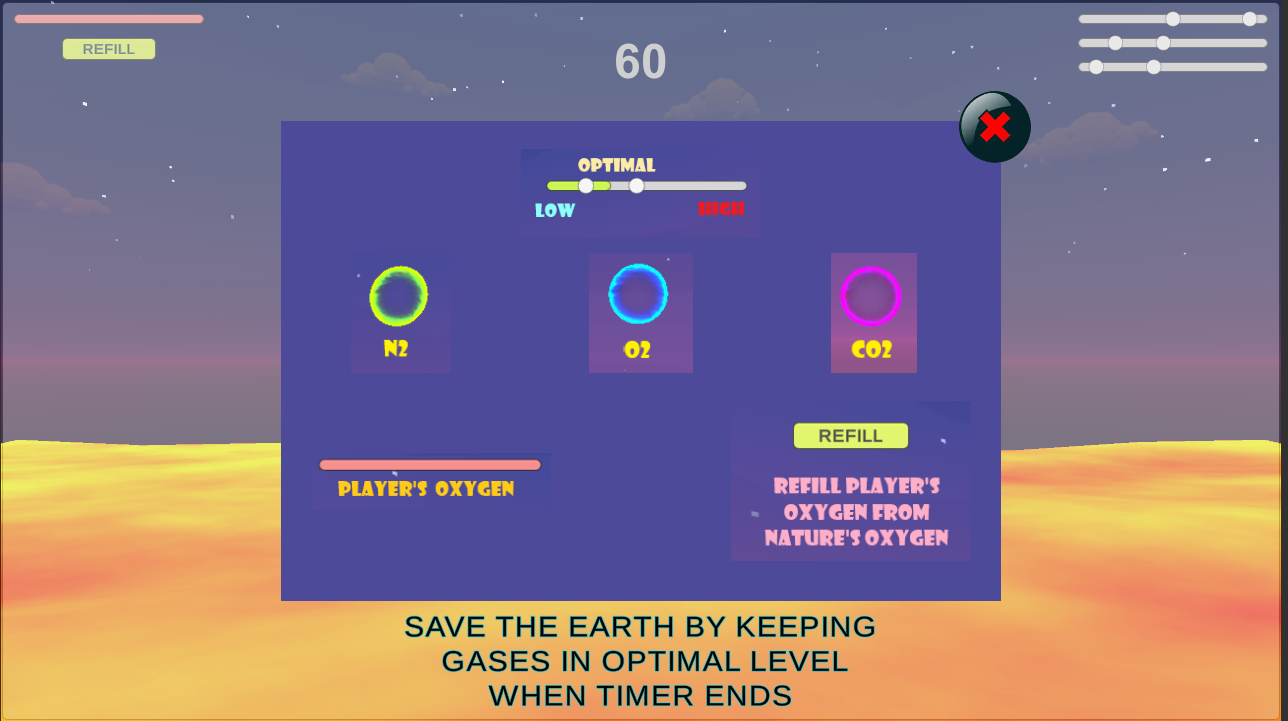 REFILL
60
OPTIMAL
LOW
HIGH
N2
O2
CO2
PLAYER'S OXYGEN
REFILL
REFILL PLAYER'S
OXYGEN FROM
NATURE'S OXYGEN
SAVE THE EARTH BY KEEPING
GASES IN OPTIMAL LEVEL
WHEN TIMER ENDS